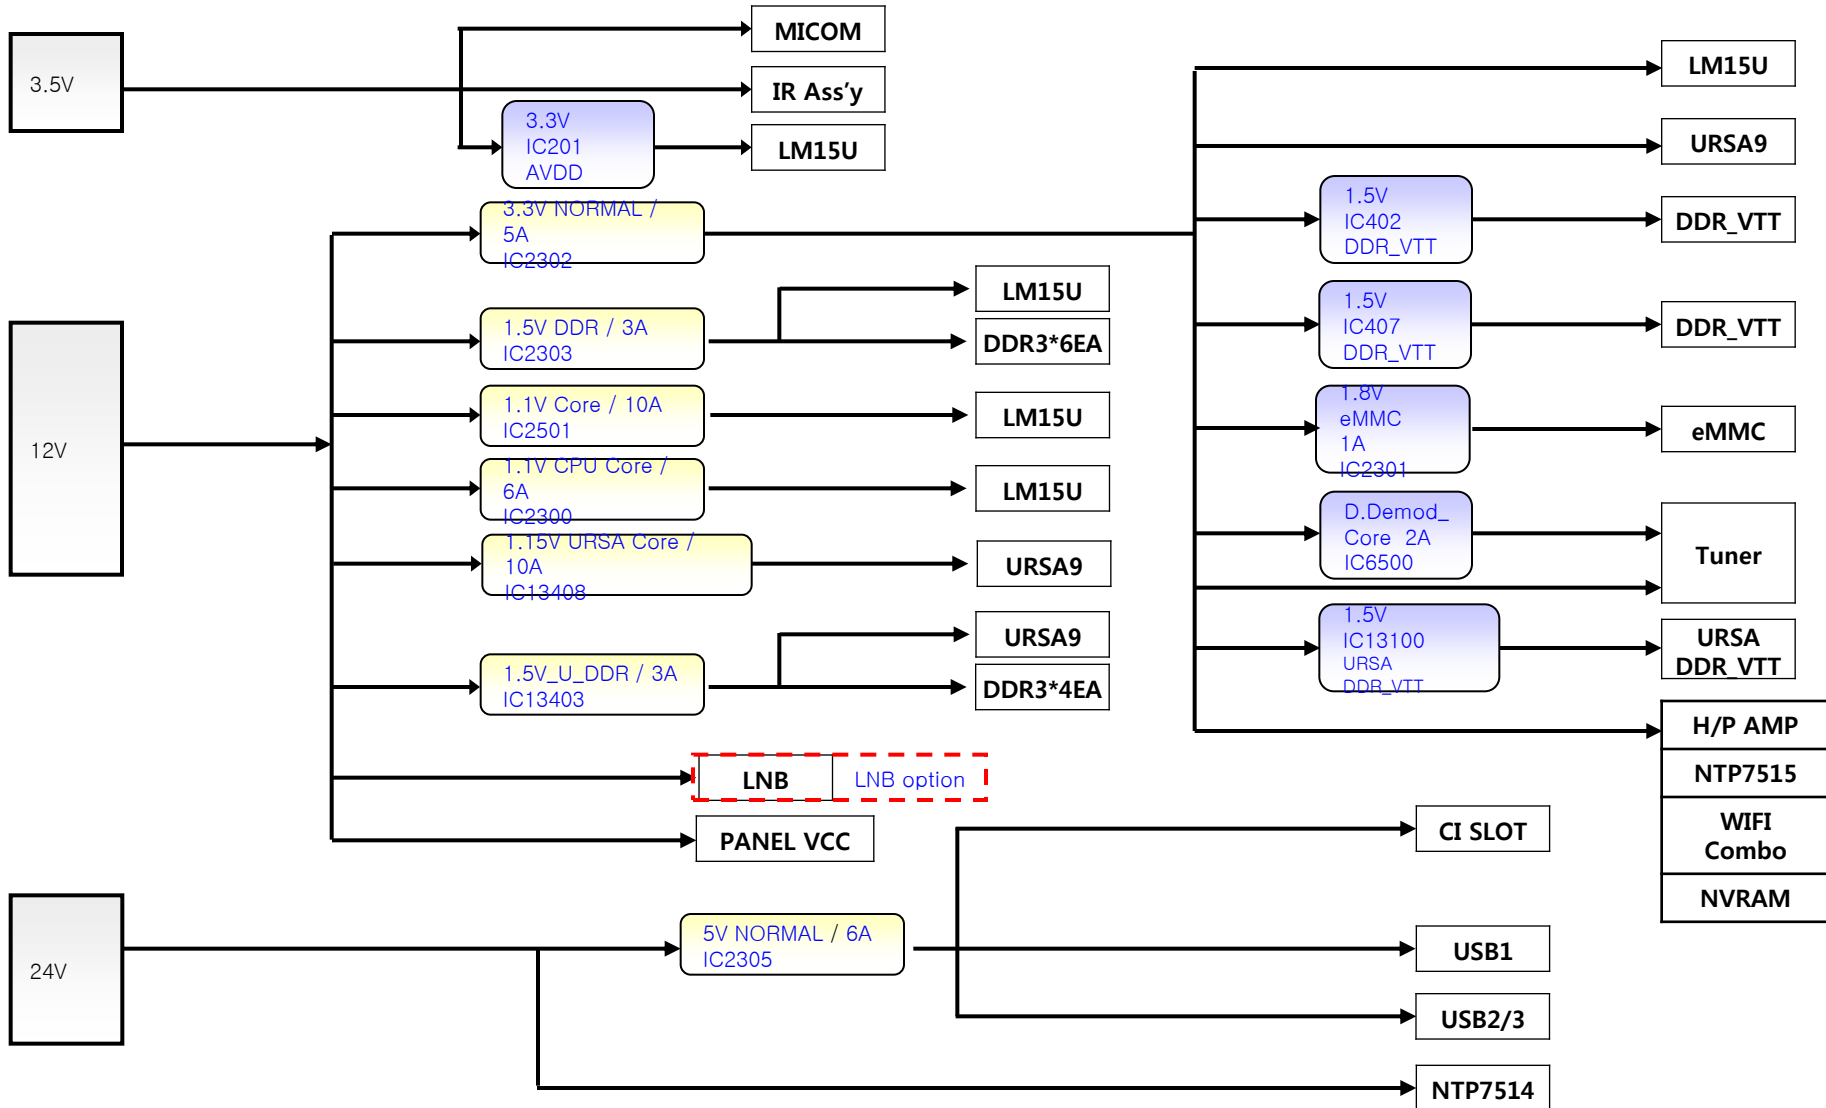 3.5V
MICOM
IR Ass'y
3.3V
IC201
AVDD
LM15U
12V
3.3V NORMAL /
5A
IC2302
1.5V DDR / 3A
IC2303
LM15U
DDR3*6EA
1.1V Core / 10A
IC2501
LM15U
1.1V CPU Core /
6A
IC2300
LM15U
1.15V URSA Core /
10A
IC13408
URSA9
1.5V_U_DDR / 3A
IC13403
URSA9
DDR3*4EA
LNB
LNB option
PANEL VCC
LM15U
URSA9
1.5V
IC402
DDR_VTT
DDR_VTT
1.5V
IC407
DDR_VTT
DDR_VTT
1.8V
eMMC
1A
IC2301
eMMC
D.Demod_
Core 2A
IC6500
Tuner
1.5V
IC13100
URSA
DDR_VTT
URSA
DDR_VTT
H/P AMP
NTP7515
WIFI
Combo
NVRAM
24V
5V NORMAL / 6A
IC2305
CI SLOT
USB1
USB2/3
NTP7514